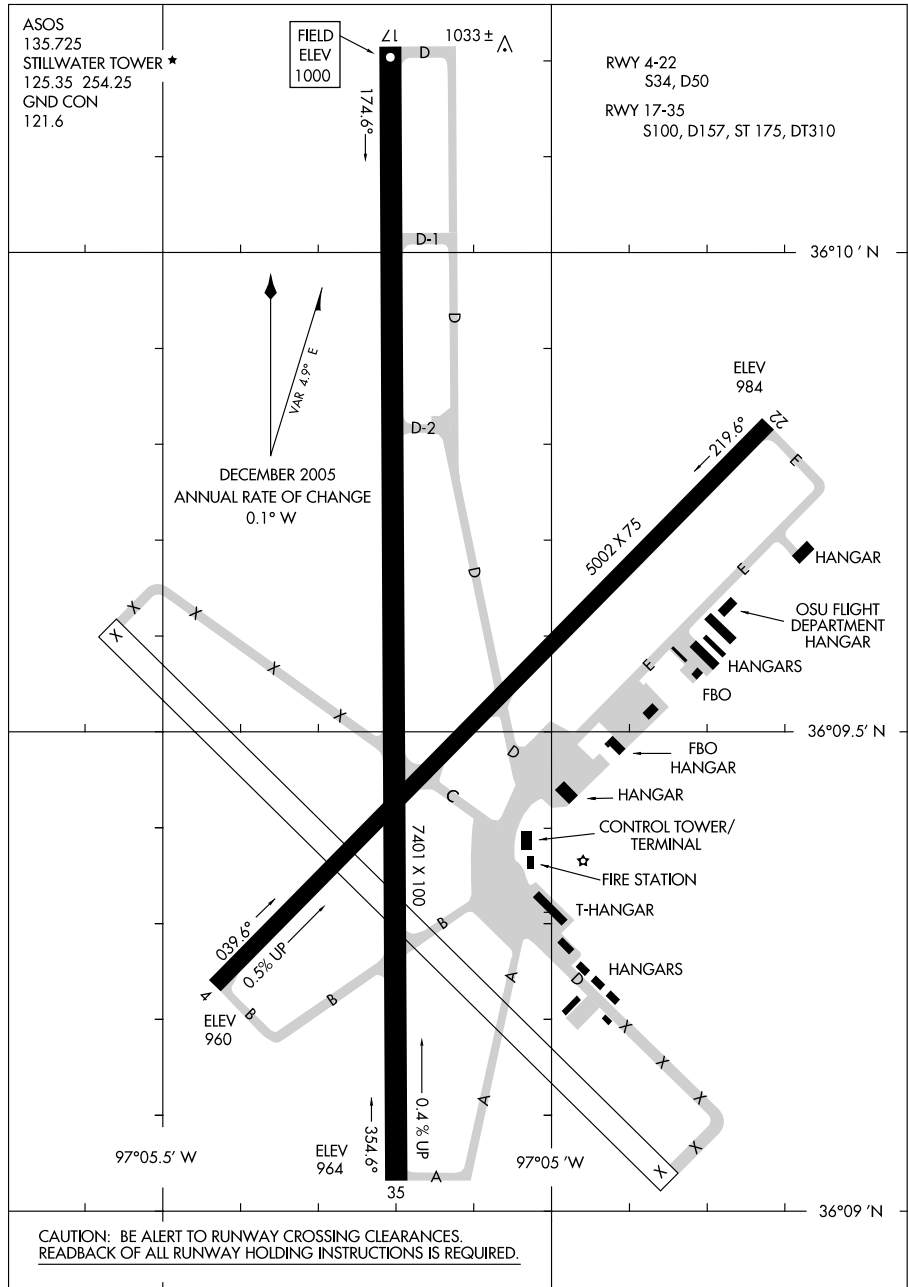 ASOS
135.725
STILLWATER TOWER
125.35 254.25
GND CON
121.6
FIELD
ELEV
1000
17
D
1033 ±
RWY 4-22
S34, D50
RWY 17-35
S100, D157, ST 175, DT310
174.6°
D-1
36°10' N
D
VAR 4.9° E
ELEV
984
22
D-2
219.6°
E
DECEMBER 2005
ANNUAL RATE OF CHANGE
0.1° W
5002 X 75
HANGAR
D
E
X
X
X
OSU FLIGHT
DEPARTMENT
HANGAR
E
HANGARS
X
FBO
X
D
36°09.5' N
FBO
HANGAR
C
HANGAR
7401 X 100
CONTROL TOWER/
TERMINAL
FIRE STATION
T-HANGAR
039.6°
0.5% UP
B
A
HANGARS
D
4
B
B
ELEV
960
X
X
354.6°
0.4% UP
A
X
X
97°05.5' W
ELEV
964
97°05 'W
X
A
35
36°09 'N
CAUTION: BE ALERT TO RUNWAY CROSSING CLEARANCES.
READBACK OF ALL RUNWAY HOLDING INSTRUCTIONS IS REQUIRED.